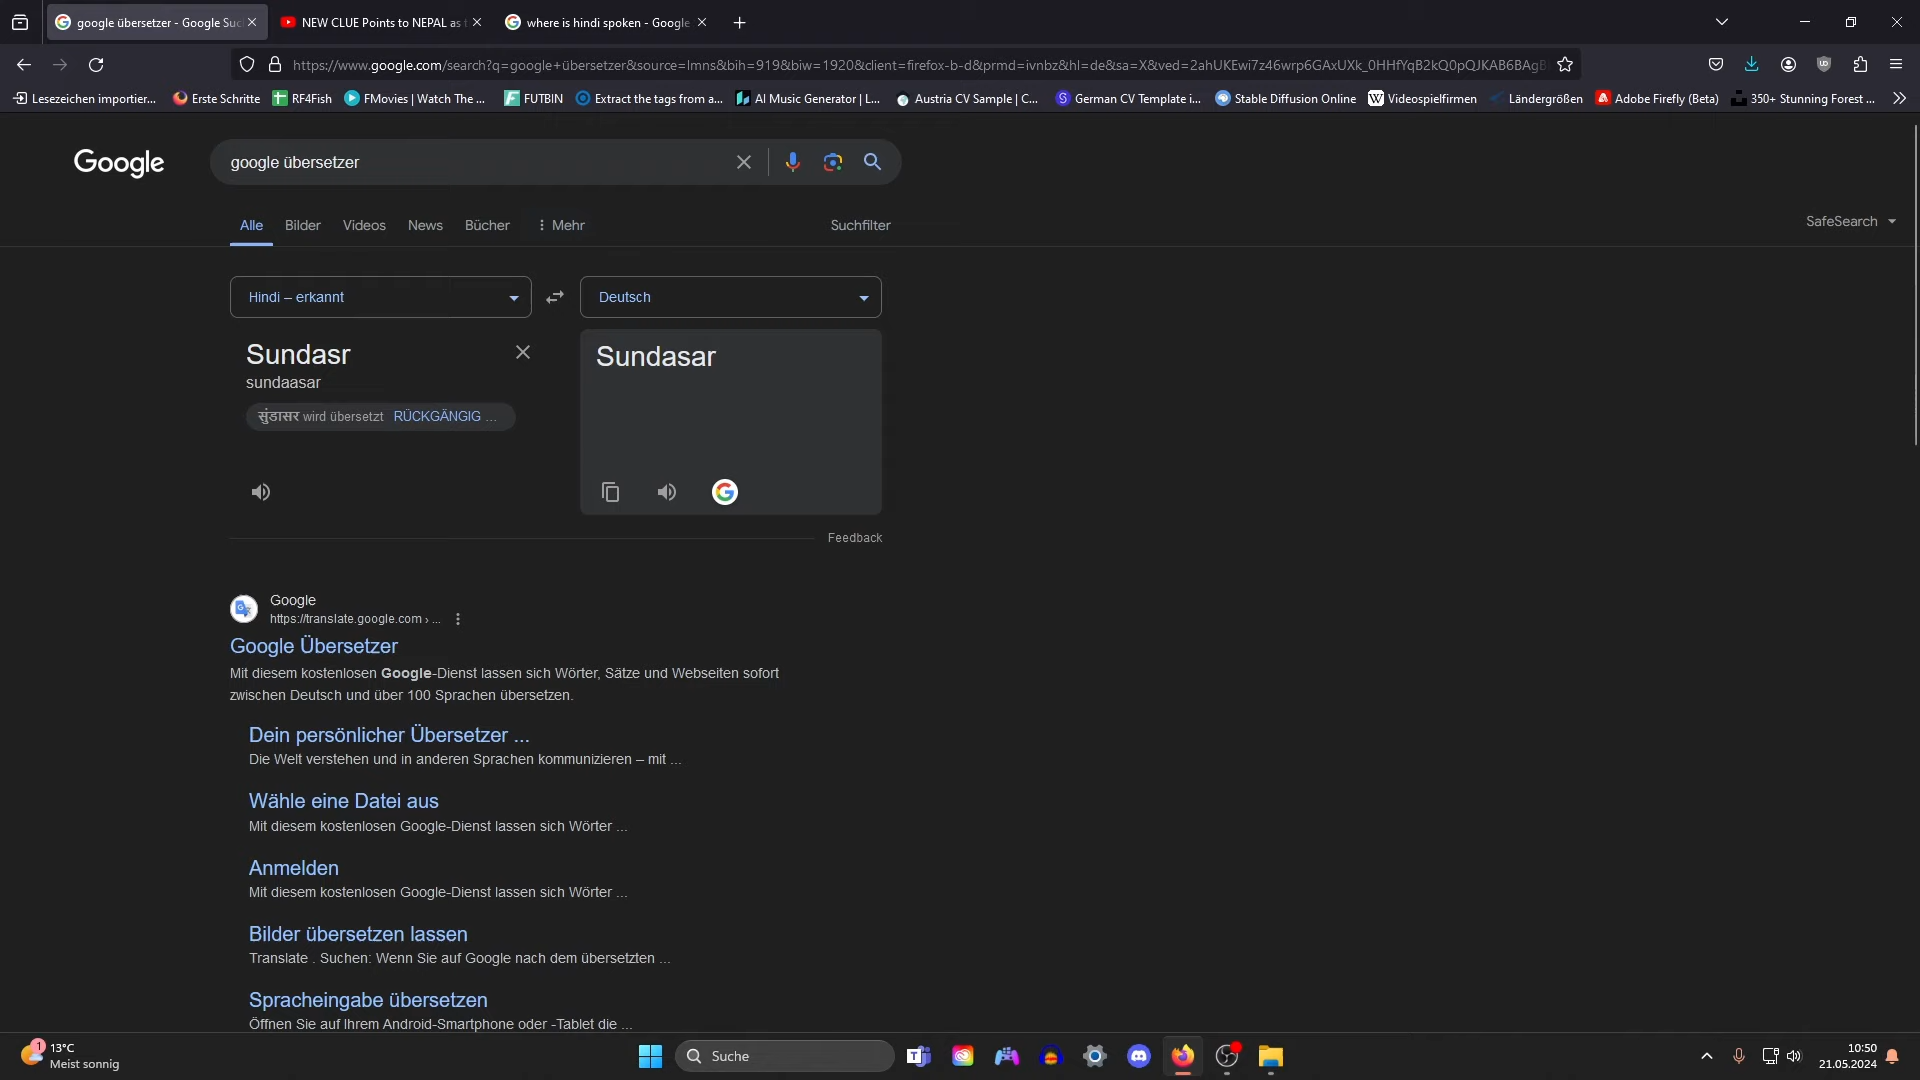 google übersetzer - Google Suc
NEW CLUE Points to NEPAL as t
where is hindi spoken - Google
https://www.google.com/search?q=google+übersetzer&source=lmns&bih=919&biw=1920&client=firefox-b-d&prmd=ivnbz&hl=de&sa=X&ved=2ahUKEwi7z46wrp6GAxUXk_0HHfYqB2kQ0pQJKAB6BAgB
Lesezeichen importier...
Erste Schritte
RF4Fish
FMovies | Watch The ...
FUTBIN
Extract the tags from a...
AI Music Generator | L...
Austria CV Sample | C...
German CV Template i...
Stable Diffusion Online
Videospielfirmen
Ländergrößen
Adobe Firefly (Beta)
350+ Stunning Forest ...
Google
google übersetzer
Alle
Bilder
Videos
News
Bücher
Mehr
Suchfilter
SafeSearch
Hindi – erkannt
Deutsch
Sundasr
sundaasar
सुंडासर wird übersetzt RÜCKGÄNGIG ...
Sundasar
Feedback
Google
https://translate.google.com › ...
Google Übersetzer
Mit diesem kostenlosen Google-Dienst lassen sich Wörter, Sätze und Webseiten sofort
zwischen Deutsch und über 100 Sprachen übersetzen.
Dein persönlicher Übersetzer ...
Die Welt verstehen und in anderen Sprachen kommunizieren – mit ...
Wähle eine Datei aus
Mit diesem kostenlosen Google-Dienst lassen sich Wörter ...
Anmelden
Mit diesem kostenlosen Google-Dienst lassen sich Wörter ...
Bilder übersetzen lassen
Translate . Suchen: Wenn Sie auf Google nach dem übersetzten ...
Spracheingabe übersetzen
Öffnen Sie auf Ihrem Android-Smartphone oder -Tablet die ...
1
13°C
Meist sonnig
Suche
10:50
21.05.2024